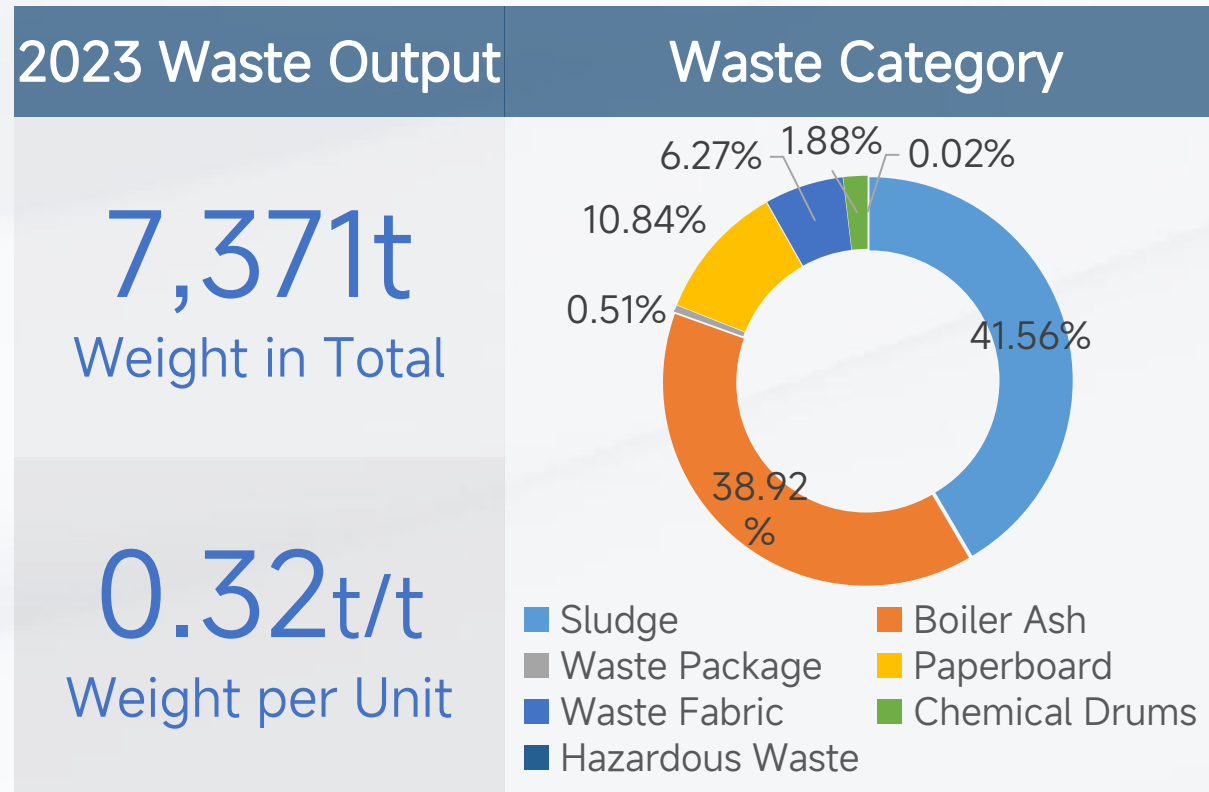 2023 Waste Output
Waste Category
7,371t
Weight in Total
0.32t/t
Weight per Unit
6.27%
1.88%
0.02%
10.84%
0.51%
41.56%
38.92
%
Sludge
Boiler Ash
Waste Package
Paperboard
Waste Fabric
Chemical Drums
Hazardous Waste